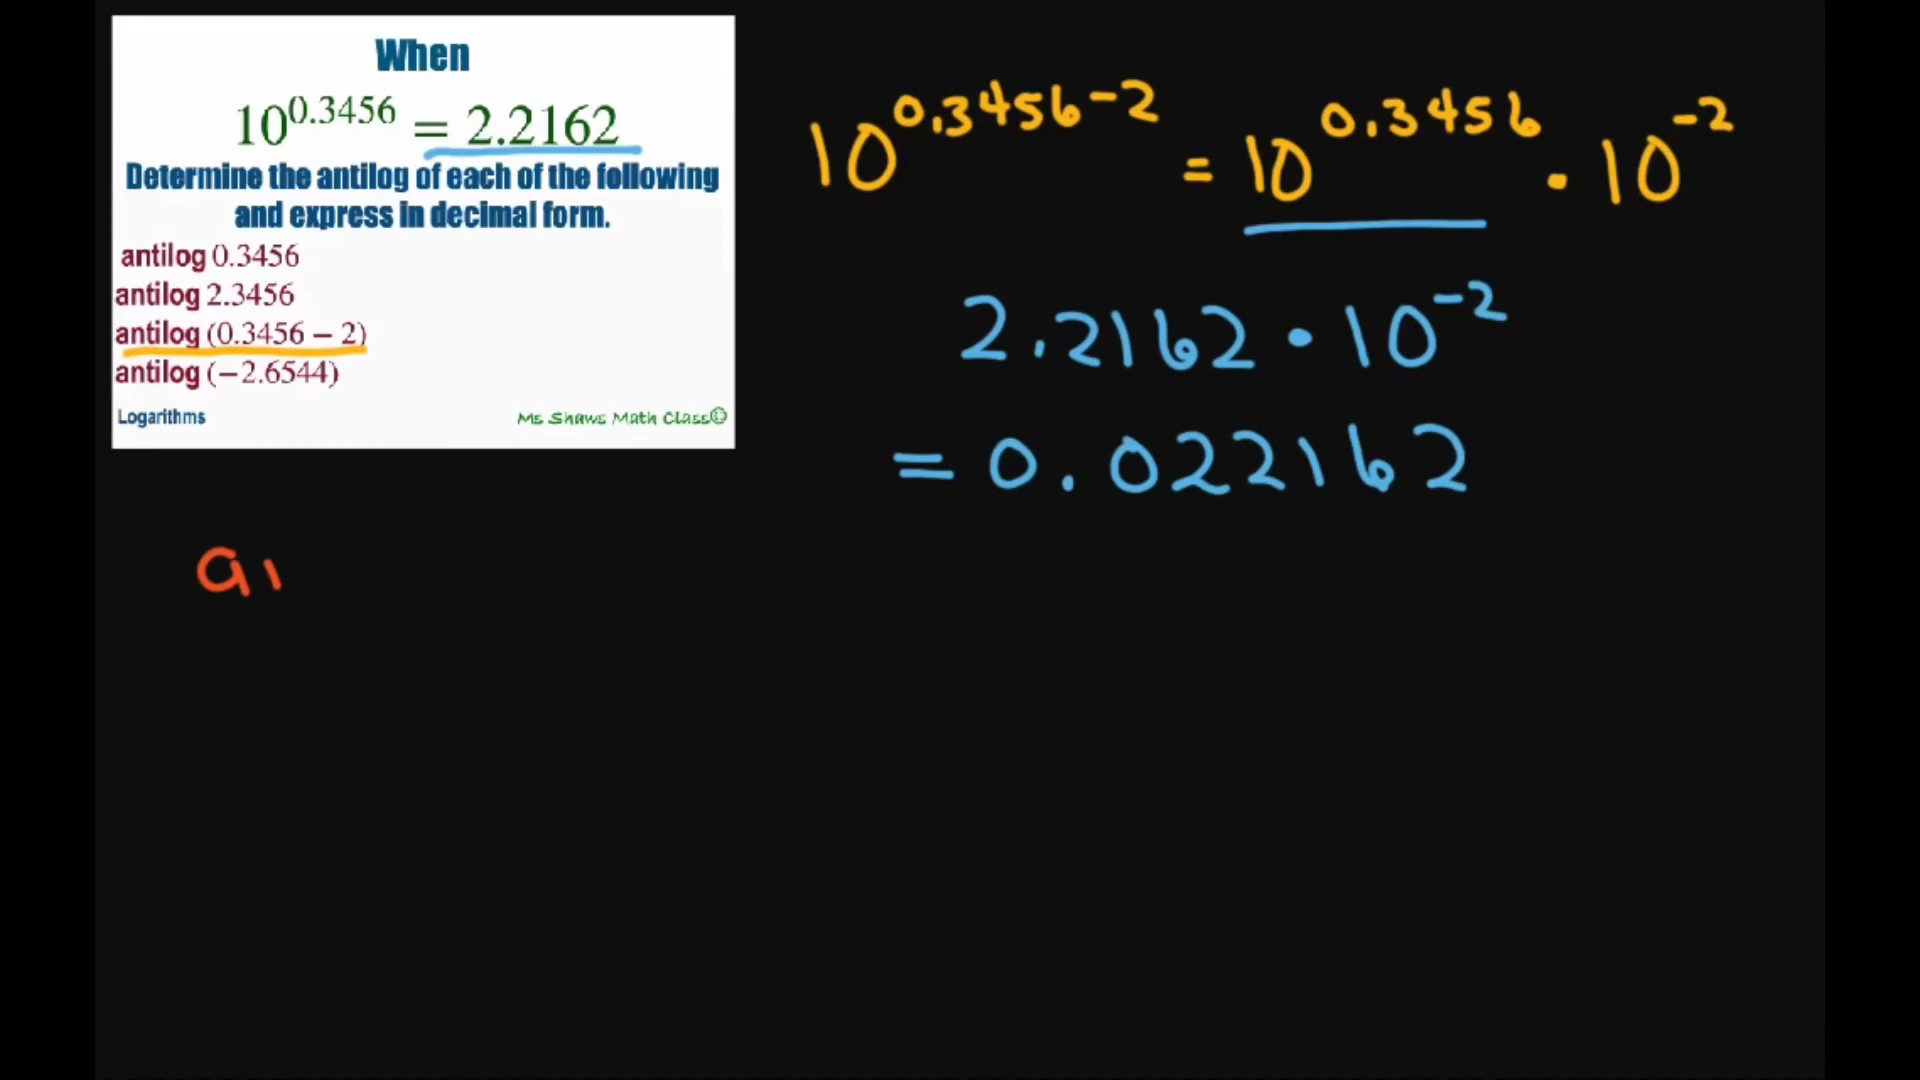 When
10^0.3456 = 2.2162
Determine the antilog of each of the following
and express in decimal form.
antilog 0.3456
antilog 2.3456
antilog (0.3456 − 2)
antilog (−2.6544)
Logarithms
Ms Shaws Math Class©
10^0.3456-2 = 10^0.3456 · 10^-2
2.2162 · 10^-2
= 0.022162